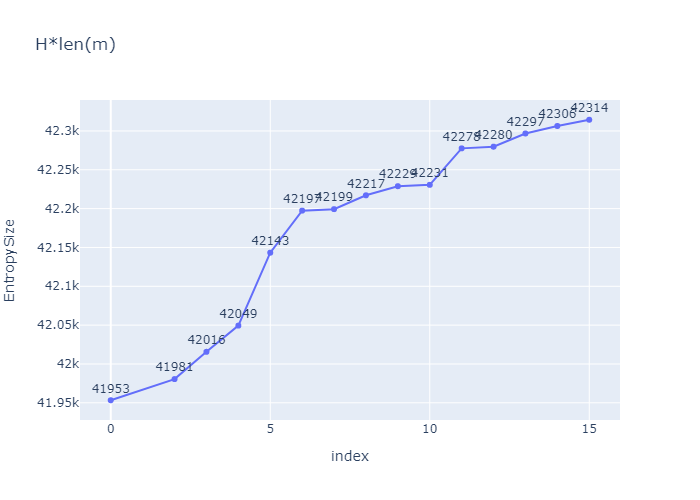 H*len(m)
42314
42306
42297
42280
42278
42231
42229
42217
42199
42197
42143
42049
42016
41981
41953
42.3k
42.25k
42.2k
42.15k
42.1k
42.05k
42k
41.95k
EntropySize
0
5
10
15
index